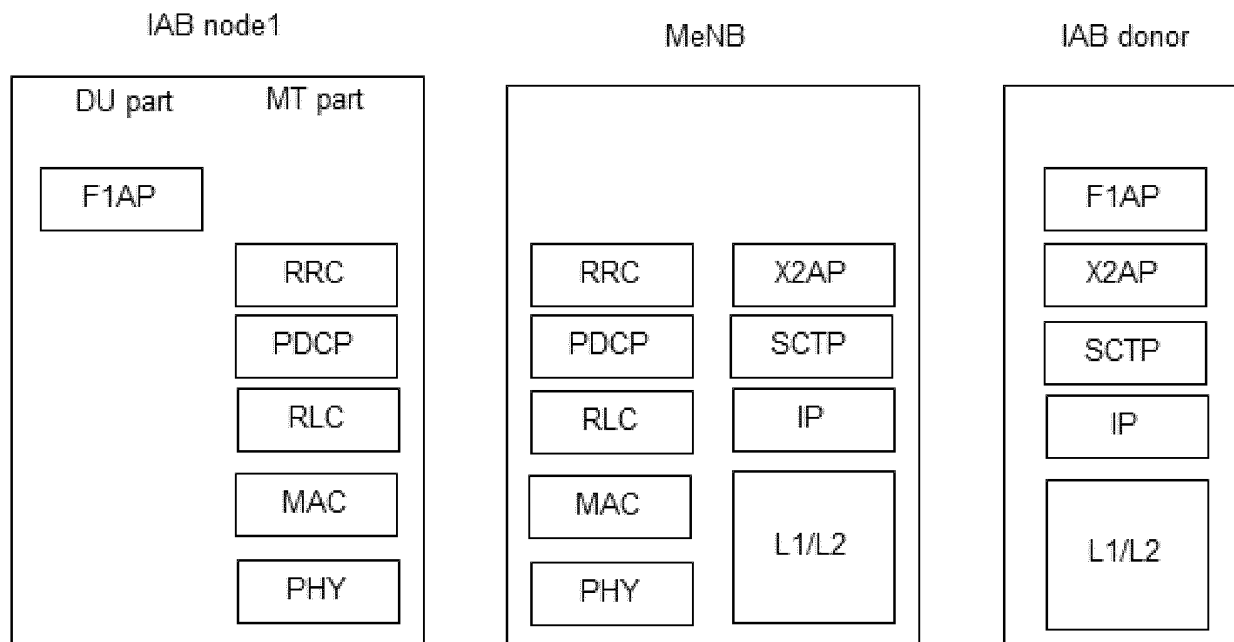 IAB node1
MeNB
IAB donor
DU part
MT part
F1AP
F1AP
RRC
RRC
X2AP
X2AP
PDCP
PDCP
SCTP
SCTP
RLC
RLC
IP
IP
MAC
MAC
L1/L2
L1/L2
PHY
PHY